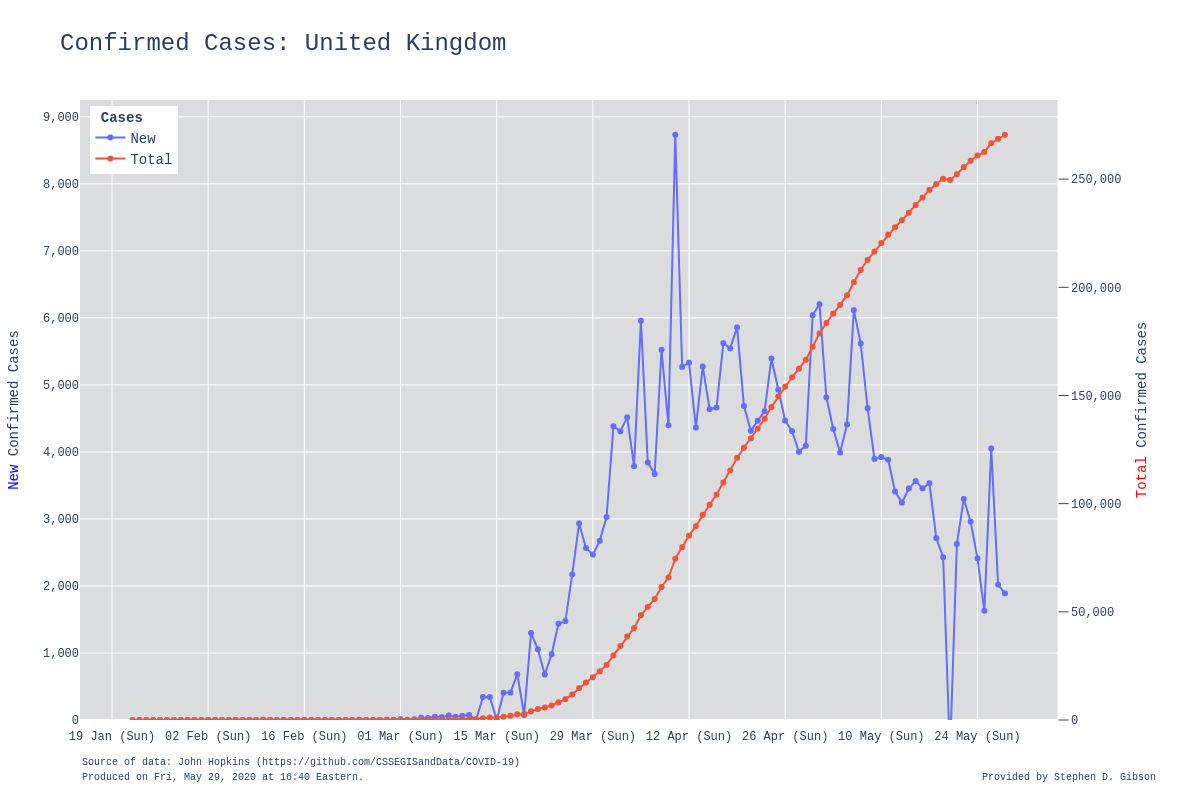 Confirmed Cases: United Kingdom
Cases
New
Total
9,000
8,000
7,000
6,000
5,000
4,000
3,000
2,000
1,000
0
New Confirmed Cases
250,000
200,000
150,000
100,000
50,000
0
Total Confirmed Cases
19 Jan (Sun) 02 Feb (Sun) 16 Feb (Sun) 01 Mar (Sun) 15 Mar (Sun) 29 Mar (Sun) 12 Apr (Sun) 26 Apr (Sun) 10 May (Sun) 24 May (Sun)
Source of data: John Hopkins (https://github.com/CSSEGISandData/COVID-19)
Produced on Fri, May 29, 2020 at 16:40 Eastern.
Provided by Stephen D. Gibson